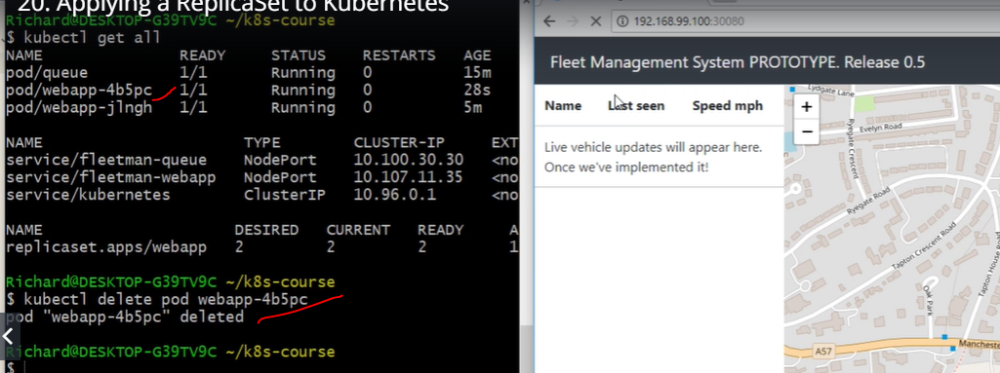 20. Applying a ReplicaSet to Kubernetes
Richard@DESKTOP-G39TV9C ~/k8s-course
$ kubectl get all
NAME READY STATUS RESTARTS AGE
pod/queue 1/1 Running 0 15m
pod/webapp-4b5pc 1/1 Running 0 28s
pod/webapp-jlngh 1/1 Running 0 5m
NAME TYPE CLUSTER-IP EXT
service/fleetman-queue NodePort 10.100.30.30 <no
service/fleetman-webapp NodePort 10.107.11.35 <no
service/kubernetes ClusterIP 10.96.0.1 <no
NAME DESIRED CURRENT READY A
replicaset.apps/webapp 2 2 2 1
Richard@DESKTOP-G39TV9C ~/k8s-course
$ kubectl delete pod webapp-4b5pc
pod "webapp-4b5pc" deleted
Richard@DESKTOP-G39TV9C ~/k8s-course
$
192.168.99.100:30080
Fleet Management System PROTOTYPE. Release 0.5
Name Last seen Speed mph
Live vehicle updates will appear here.
Once we've implemented it!
+
−
Lydgate Lane
Evelyn Road
Ryegate Crescent
Ryegate Road
Tapton Crescent Road
Tapton House
Oak Park
A57
Mancheste